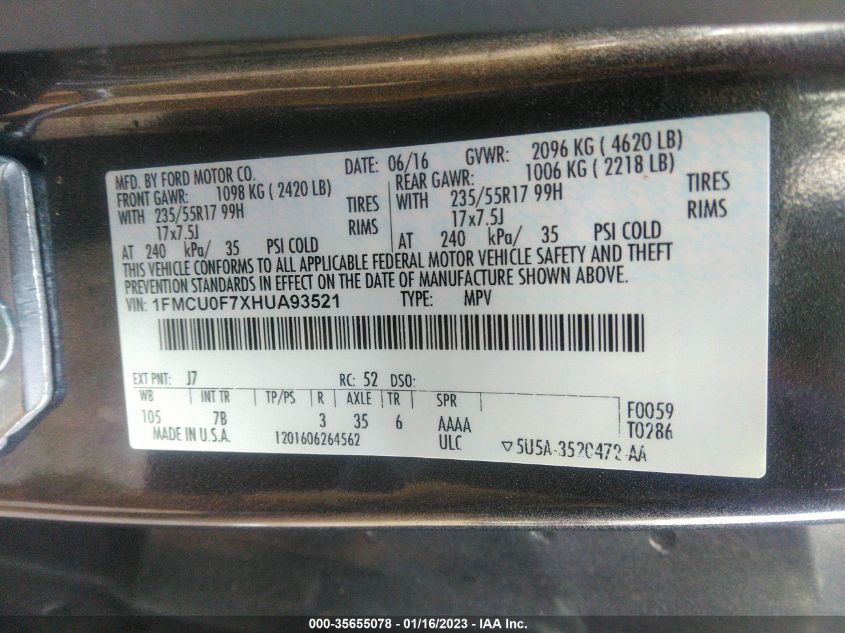 MFD. BY FORD MOTOR CO. DATE: 06/16 GVWR: 2096 KG ( 4620 LB)
FRONT GAWR: 1098 KG ( 2420 LB) REAR GAWR: 1006 KG ( 2218 LB)
WITH 235/55R17 99H TIRES WITH 235/55R17 99H TIRES
17x7.5J RIMS 17x7.5J RIMS
AT 240 kPa/ 35 PSI COLD AT 240 kPa/ 35 PSI COLD
THIS VEHICLE CONFORMS TO ALL APPLICABLE FEDERAL MOTOR VEHICLE SAFETY AND THEFT
PREVENTION STANDARDS IN EFFECT ON THE DATE OF MANUFACTURE SHOWN ABOVE.
VIN: 1FMCU0F7XHUA93521 TYPE: MPV
EXT PNT: J7 RC: 52 DSO:
WB INT TR TP/PS R AXLE TR SPR
105 7B 3 35 6 AAAA F0059
ULC T0286
MADE IN U.S.A. 1201606264562 ▽5U5A-3520472-AA
000-35655078 - 01/16/2023 - IAA Inc.